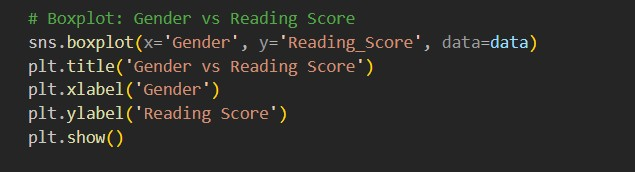 # Boxplot: Gender vs Reading Score
sns.boxplot(x='Gender', y='Reading_Score', data=data)
plt.title('Gender vs Reading Score')
plt.xlabel('Gender')
plt.ylabel('Reading Score')
plt.show()